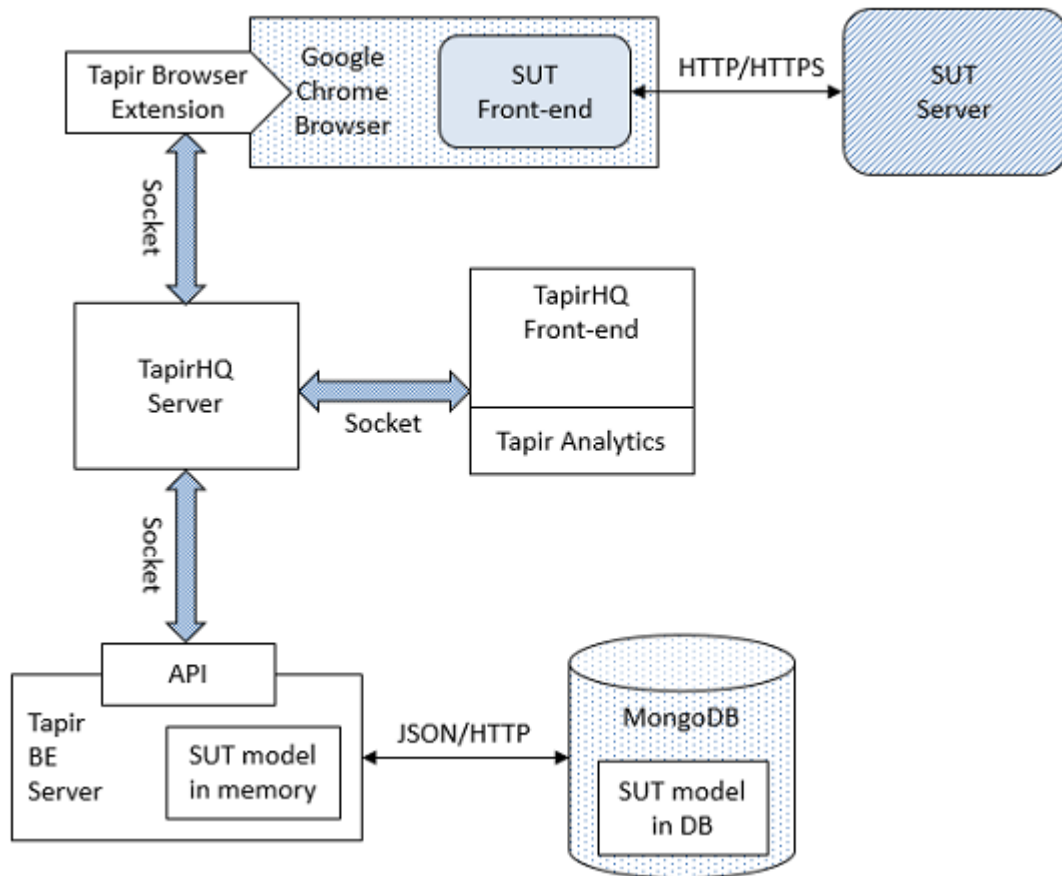 Tapir Browser
Extension
Google
Chrome
Browser
SUT
Front-end
HTTP/HTTPS
SUT
Server
Socket
TapirHQ
Server
Socket
TapirHQ
Front-end
Tapir Analytics
Socket
API
Tapir
BE
Server
SUT model
in memory
JSON/HTTP
MongoDB
SUT model
in DB